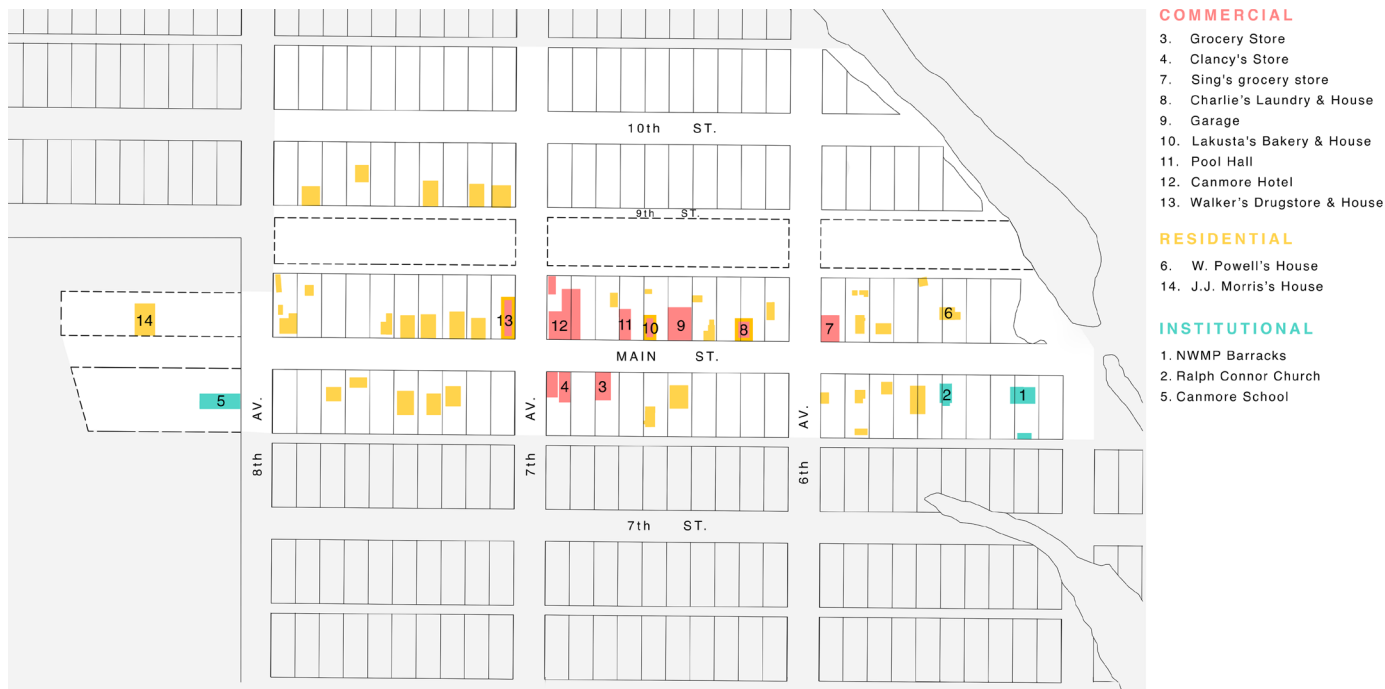 COMMERCIAL
3. Grocery Store
4. Clancy's Store
7. Sing's grocery store
8. Charlie's Laundry & House
9. Garage
10. Lakusta's Bakery & House
11. Pool Hall
12. Canmore Hotel
13. Walker's Drugstore & House
RESIDENTIAL
6. W. Powell's House
14. J.J. Morris's House
INSTITUTIONAL
1. NWMP Barracks
2. Ralph Connor Church
5. Canmore School
10th ST.
9th ST.
14
13
12
11
10
9
8
7
6
MAIN ST.
5
4
3
2
1
8th AV.
7th AV.
6th AV.
7th ST.